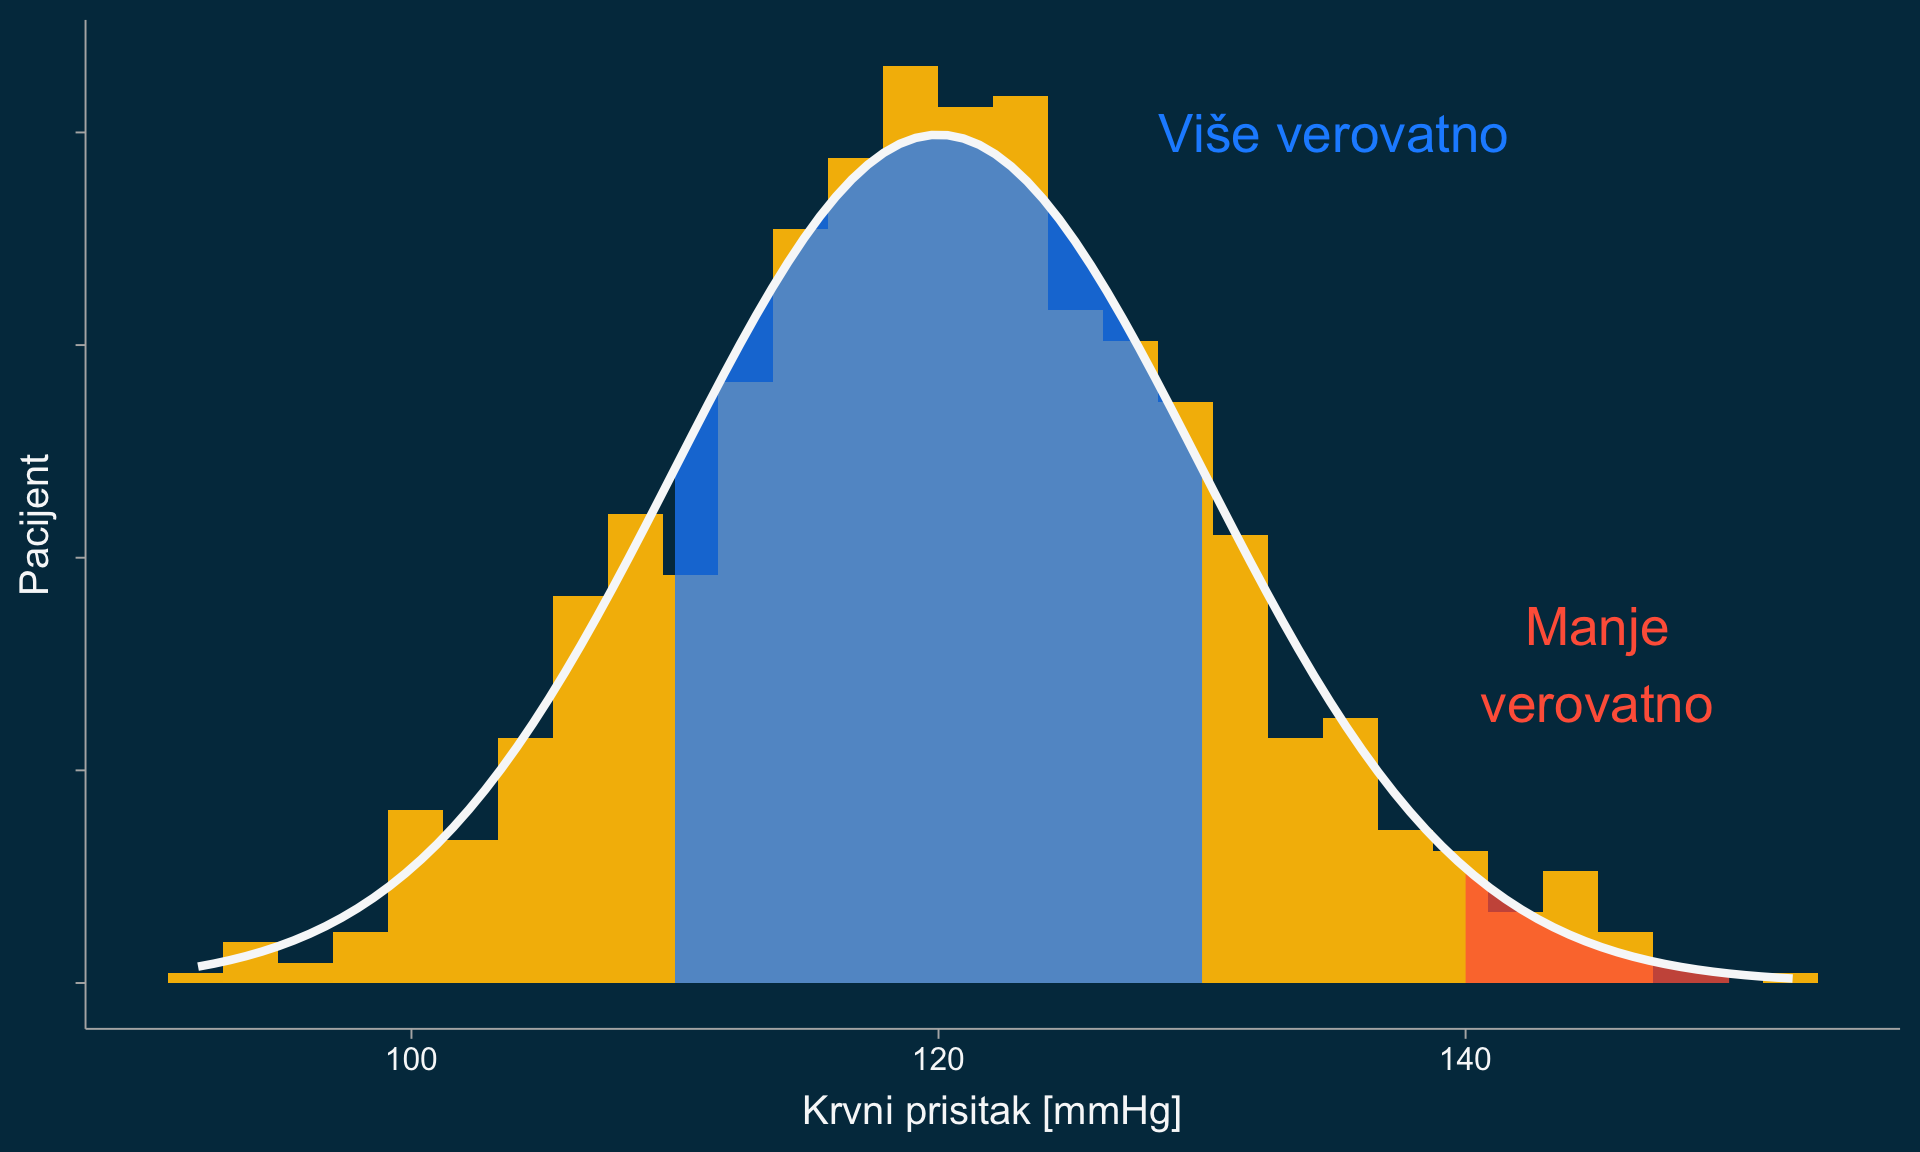 Više verovatno
Manje
verovatno
Pacijent
100
120
140
Krvni prisitak [mmHg]